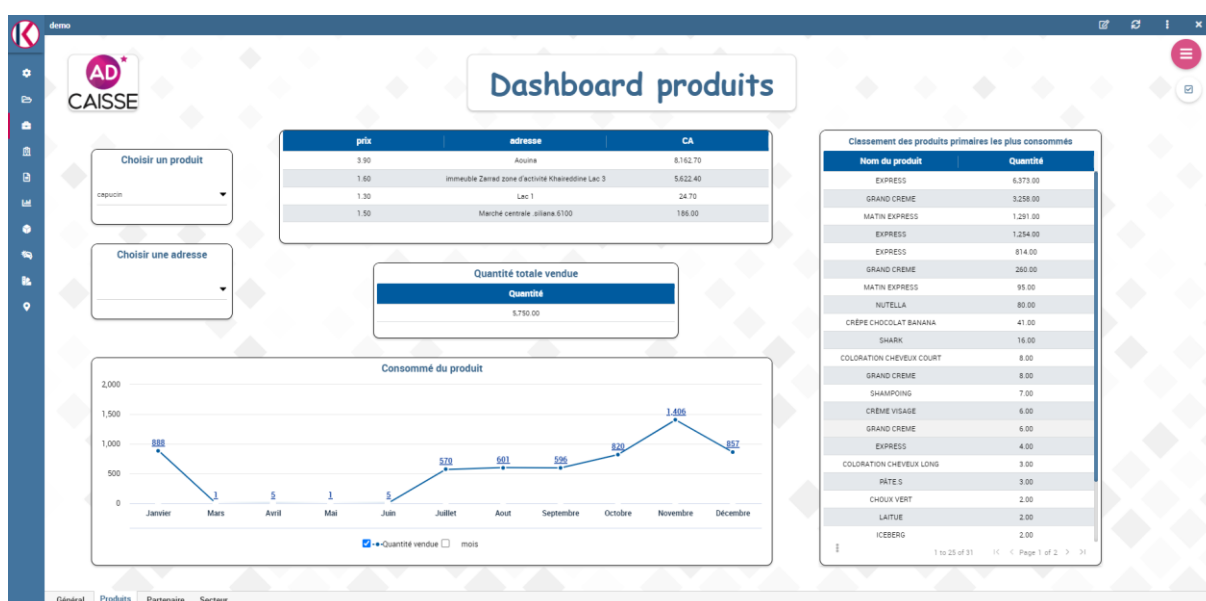 demo
AD
CAISSE
Dashboard produits
Choisir un produit
capucin
Choisir une adresse
prix adresse CA
3.90 Aouina 8,162.70
1.60 immeuble Zarrad zone d'activité Khaireddine Lac 3 5,622.40
1.30 Lac 1 24.70
1.50 Marché centrale .siliana.6100 186.00
Quantité totale vendue
Quantité
5,750.00
Consommé du produit
2,000
1,500
1,000
500
0
888
1
5
1
5
570
601
596
820
1,406
857
Janvier Mars Avril Mai Juin Juillet Aout Septembre Octobre Novembre Décembre
Quantité vendue mois
Classement des produits primaires les plus consommés
Nom du produit Quantité
EXPRESS 6,373.00
GRAND CREME 3,258.00
MATIN EXPRESS 1,291.00
EXPRESS 1,254.00
EXPRESS 814.00
GRAND CREME 260.00
MATIN EXPRESS 95.00
NUTELLA 80.00
CRÊPE CHOCOLAT BANANA 41.00
SHARK 16.00
COLORATION CHEVEUX COURT 8.00
GRAND CREME 8.00
SHAMPOING 7.00
CRÈME VISAGE 6.00
GRAND CREME 6.00
EXPRESS 4.00
COLORATION CHEVEUX LONG 3.00
PÂTE.S 3.00
CHOUX VERT 2.00
LAITUE 2.00
ICEBERG 2.00
1 to 25 of 31 Page 1 of 2
Général Produits Partenaire Secteur